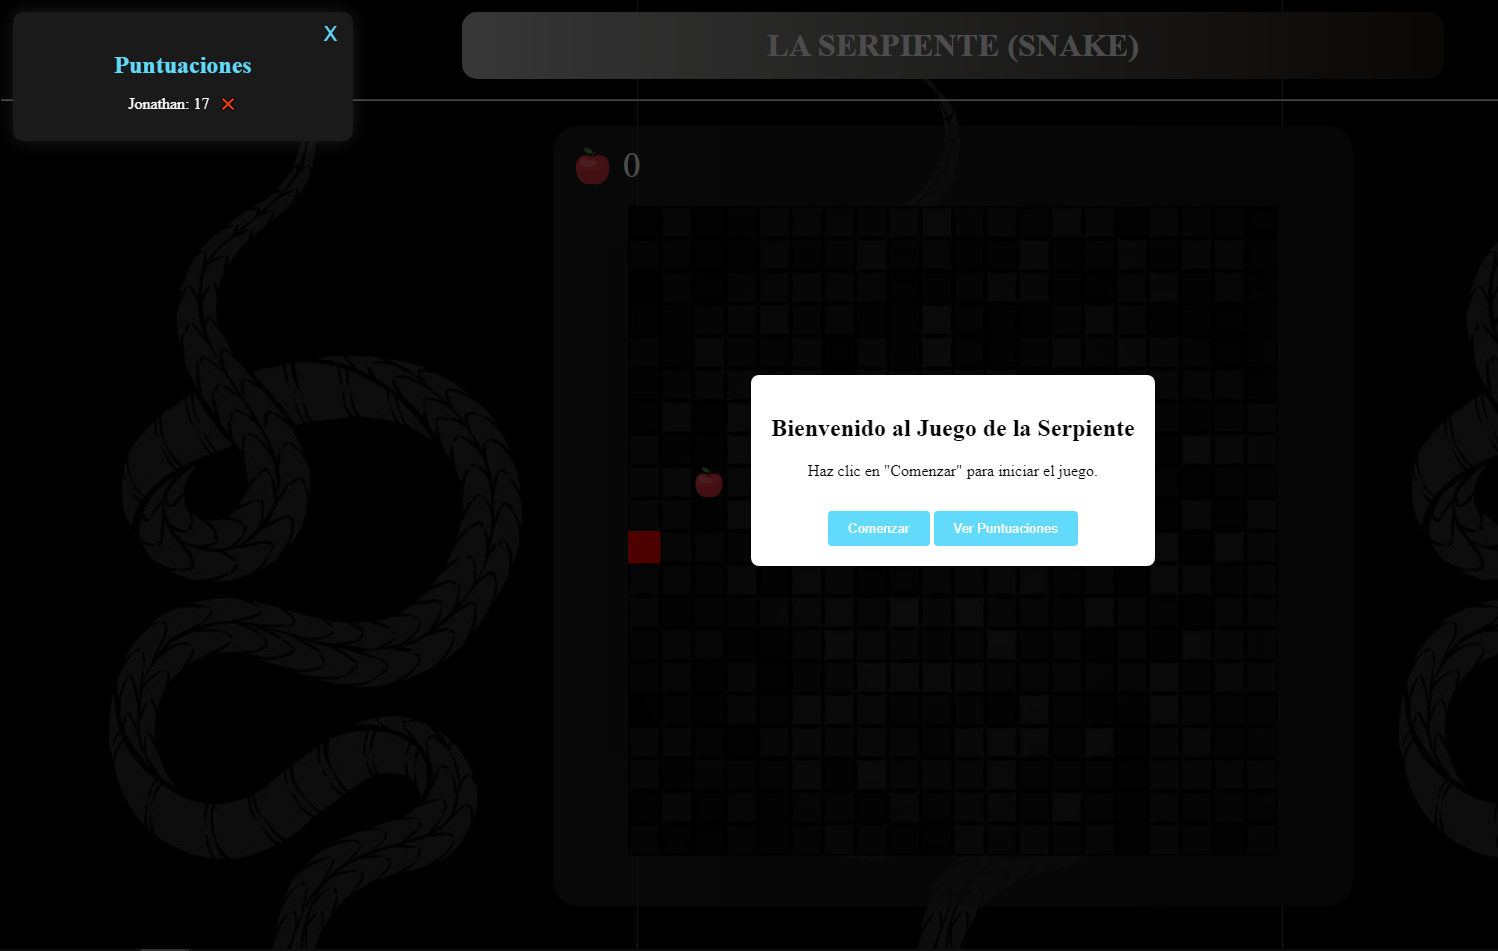 X
Puntuaciones
Jonathan: 17 ❌
LA SERPIENTE (SNAKE)
0
Bienvenido al Juego de la Serpiente
Haz clic en "Comenzar" para iniciar el juego.
Comenzar
Ver Puntuaciones